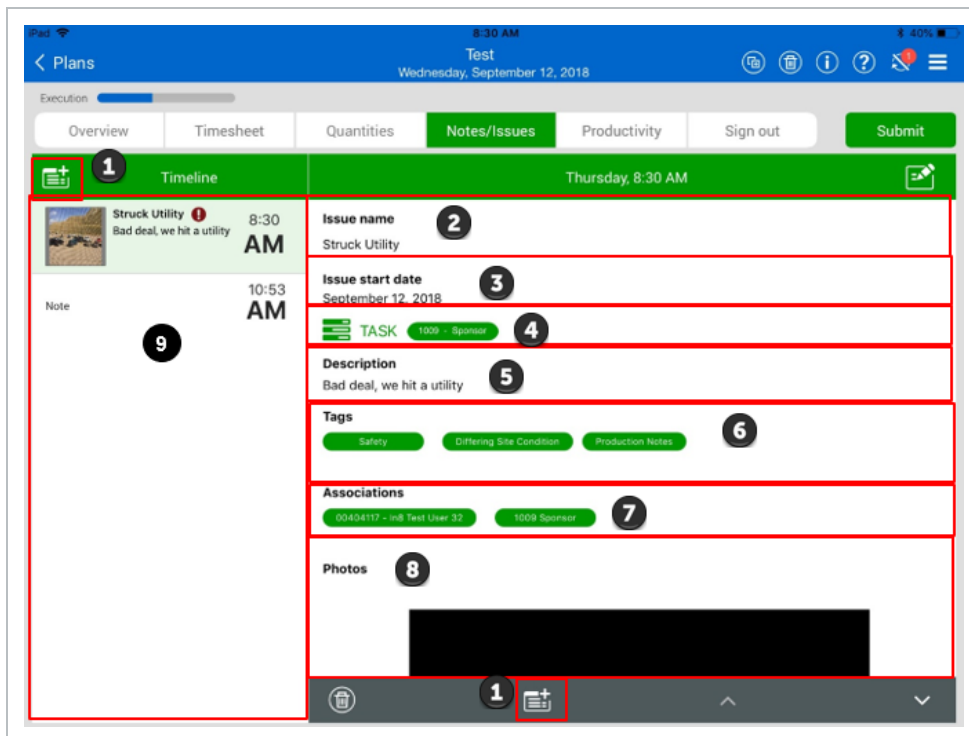 iPad 8:30 AM 40%
Plans Test
Wednesday, September 12, 2018
Execution
Overview Timesheet Quantities Notes/Issues Productivity Sign out Submit
1 Timeline Thursday, 8:30 AM
Struck Utility 8:30 AM
Bad deal, we hit a utility
Note 10:53 AM
9
Issue name 2
Struck Utility
Issue start date 3
September 12, 2018
TASK 1009 - Sponsor 4
Description 5
Bad deal, we hit a utility
Tags 6
Safety Differing Site Condition Production Notes
Associations 7
00404117 - In8 Test User 32 1009 Sponsor
Photos 8
1